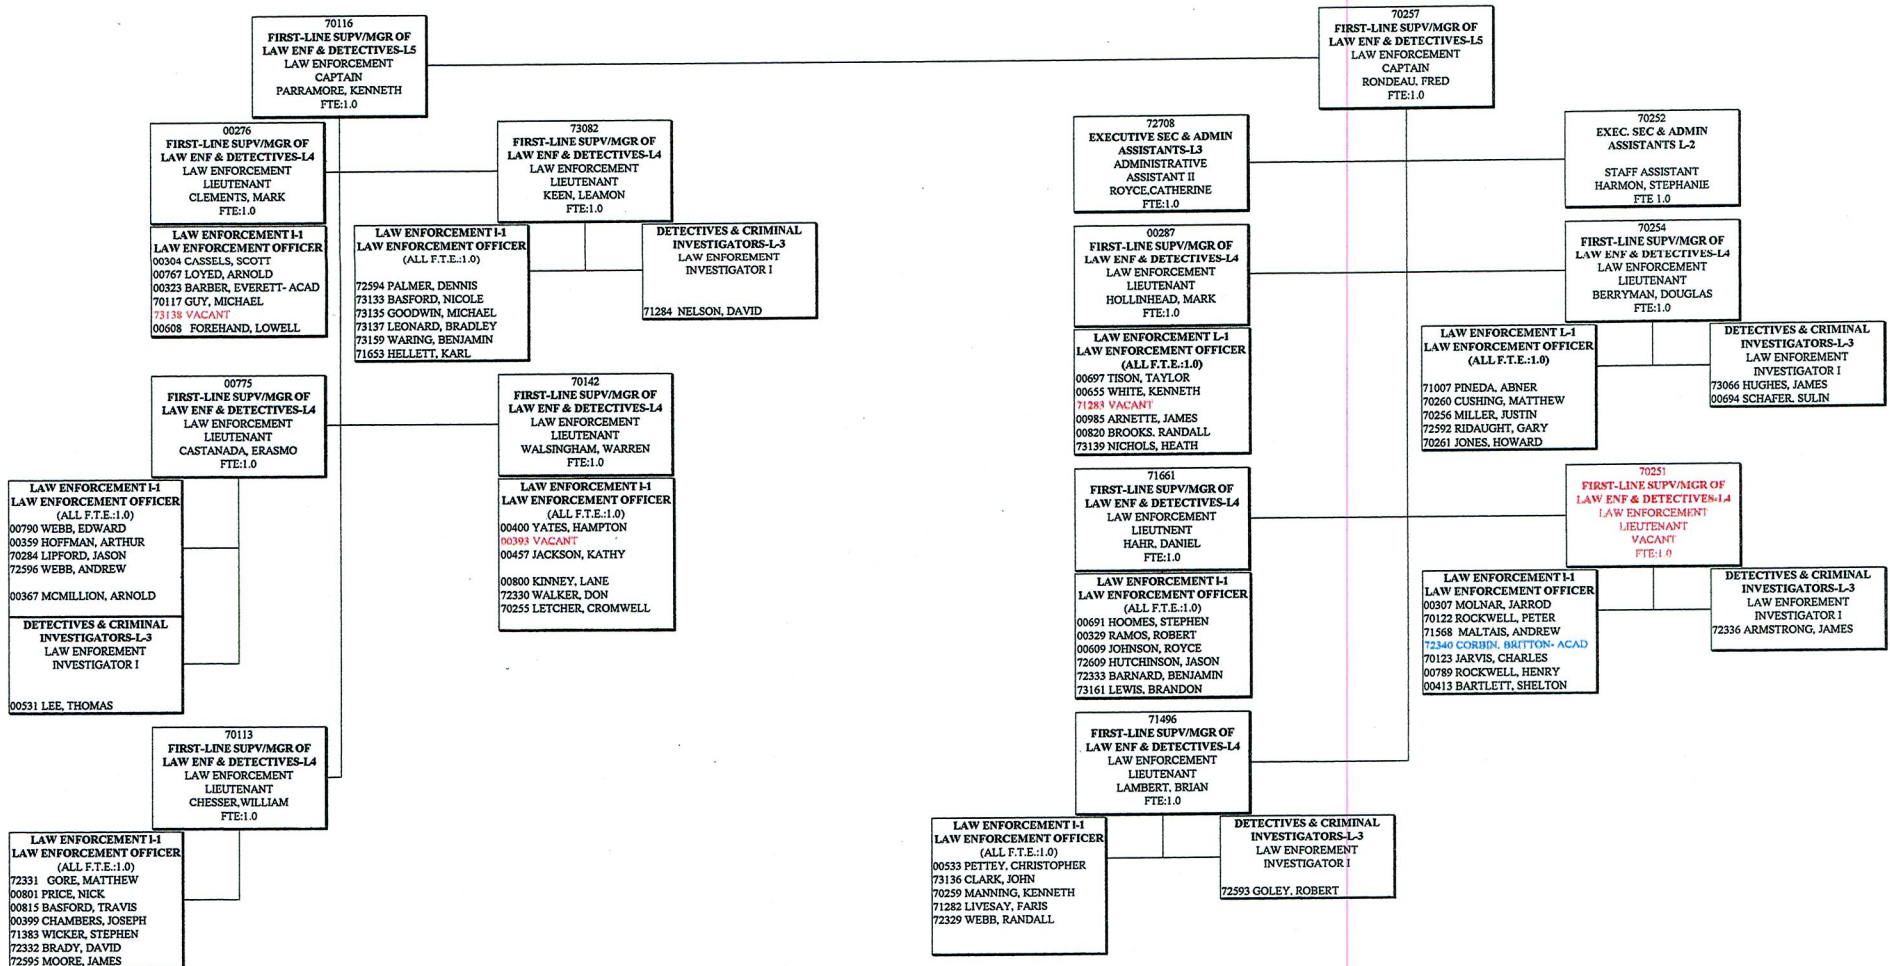 70116
FIRST-LINE SUPV/MGR OF
LAW ENF & DETECTIVES-L5
LAW ENFORCEMENT
CAPTAIN
PARRAMORE, KENNETH
FTE:1.0
70257
FIRST-LINE SUPV/MGR OF
LAW ENF & DETECTIVES-L5
LAW ENFORCEMENT
CAPTAIN
RONDEAU, FRED
FTE:1.0
00276
FIRST-LINE SUPV/MGR OF
LAW ENF & DETECTIVES-L4
LAW ENFORCEMENT
LIEUTENANT
CLEMENTS, MARK
FTE:1.0
73082
FIRST-LINE SUPV/MGR OF
LAW ENF & DETECTIVES-L4
LAW ENFORCEMENT
LIEUTENANT
KEEN, LEAMON
FTE:1.0
LAW ENFORCEMENT I-1
LAW ENFORCEMENT OFFICER
00304 CASSELS, SCOTT
00767 LOYED, ARNOLD
00323 BARBER, EVERETT- ACAD
70117 GUY, MICHAEL
73138 VACANT
00608 FOREHAND, LOWELL
LAW ENFORCEMENT I-1
LAW ENFORCEMENT OFFICER
(ALL F.T.E.:1.0)
72594 PALMER, DENNIS
73133 BASFORD, NICOLE
73135 GOODWIN, MICHAEL
73137 LEONARD, BRADLEY
73159 WARING, BENJAMIN
71653 HELLETT, KARL
DETECTIVES & CRIMINAL
INVESTIGATORS-L-3
LAW ENFOREMENT
INVESTIGATOR I
71284 NELSON, DAVID
00775
FIRST-LINE SUPV/MGR OF
LAW ENF & DETECTIVES-L4
LAW ENFORCEMENT
LIEUTENANT
CASTANADA, ERASMO
FTE:1.0
70142
FIRST-LINE SUPV/MGR OF
LAW ENF & DETECTIVES-L4
LAW ENFORCEMENT
LIEUTENANT
WALSINGHAM, WARREN
FTE:1.0
LAW ENFORCEMENT I-1
LAW ENFORCEMENT OFFICER
(ALL F.T.E.:1.0)
00790 WEBB, EDWARD
00359 HOFFMAN, ARTHUR
70284 LIPFORD, JASON
72596 WEBB, ANDREW
00367 MCMILLION, ARNOLD
DETECTIVES & CRIMINAL
INVESTIGATORS-L-3
LAW ENFOREMENT
INVESTIGATOR I
00531 LEE, THOMAS
LAW ENFORCEMENT I-1
LAW ENFORCEMENT OFFICER
(ALL F.T.E.:1.0)
00400 YATES, HAMPTON
00393 VACANT
00457 JACKSON, KATHY
00800 KINNEY, LANE
72330 WALKER, DON
70255 LETCHER, CROMWELL
70113
FIRST-LINE SUPV/MGR OF
LAW ENF & DETECTIVES-L4
LAW ENFORCEMENT
LIEUTENANT
CHESSER,WILLIAM
FTE:1.0
LAW ENFORCEMENT I-1
LAW ENFORCEMENT OFFICER
(ALL F.T.E.:1.0)
72331 GORE, MATTHEW
00801 PRICE, NICK
00815 BASFORD, TRAVIS
00399 CHAMBERS, JOSEPH
71383 WICKER, STEPHEN
72332 BRADY, DAVID
72595 MOORE, JAMES
72708
EXECUTIVE SEC & ADMIN
ASSISTANTS-L3
ADMINISTRATIVE
ASSISTANT II
ROYCE,CATHERINE
FTE:1.0
70252
EXEC. SEC & ADMIN
ASSISTANTS L-2
STAFF ASSISTANT
HARMON, STEPHANIE
FTE 1.0
00287
FIRST-LINE SUPV/MGR OF
LAW ENF & DETECTIVES-L4
LAW ENFORCEMENT
LIEUTENANT
HOLLINHEAD, MARK
FTE:1.0
70254
FIRST-LINE SUPV/MGR OF
LAW ENF & DETECTIVES-L4
LAW ENFORCEMENT
LIEUTENANT
BERRYMAN, DOUGLAS
FTE:1.0
LAW ENFORCEMENT L-1
LAW ENFORCEMENT OFFICER
(ALL F.T.E.:1.0)
00697 TISON, TAYLOR
00655 WHITE, KENNETH
71283 VACANT
00985 ARNETTE, JAMES
00820 BROOKS, RANDALL
73139 NICHOLS, HEATH
LAW ENFORCEMENT L-1
LAW ENFORCEMENT OFFICER
(ALL F.T.E.:1.0)
71007 PINEDA, ABNER
70260 CUSHING, MATTHEW
70256 MILLER, JUSTIN
72592 RIDAUGHT, GARY
70261 JONES, HOWARD
DETECTIVES & CRIMINAL
INVESTIGATORS-L-3
LAW ENFOREMENT
INVESTIGATOR I
73066 HUGHES, JAMES
00694 SCHAFER, SULIN
71661
FIRST-LINE SUPV/MGR OF
LAW ENF & DETECTIVES-L4
LAW ENFORCEMENT
LIEUTNENT
HAHR, DANIEL
FTE:1.0
70251
FIRST-LINE SUPV/MGR OF
LAW ENF & DETECTIVES-L4
LAW ENFORCEMENT
LIEUTENANT
VACANT
FTE:1.0
LAW ENFORCEMENT I-1
LAW ENFORCEMENT OFFICER
(ALL F.T.E.:1.0)
00691 HOOMES, STEPHEN
00329 RAMOS, ROBERT
00609 JOHNSON, ROYCE
72609 HUTCHINSON, JASON
72333 BARNARD, BENJAMIN
73161 LEWIS, BRANDON
LAW ENFORCEMENT I-1
LAW ENFORCEMENT OFFICER
00307 MOLNAR, JARROD
70122 ROCKWELL, PETER
71568 MALTAIS, ANDREW
72340 CORBIN, BRITTON- ACAD
70123 JARVIS, CHARLES
00789 ROCKWELL, HENRY
00413 BARTLETT, SHELTON
DETECTIVES & CRIMINAL
INVESTIGATORS-L-3
LAW ENFOREMENT
INVESTIGATOR I
72336 ARMSTRONG, JAMES
71496
FIRST-LINE SUPV/MGR OF
LAW ENF & DETECTIVES-L4
LAW ENFORCEMENT
LIEUTENANT
LAMBERT, BRIAN
FTE:1.0
LAW ENFORCEMENT I-1
LAW ENFORCEMENT OFFICER
(ALL F.T.E.:1.0)
00533 PETTEY, CHRISTOPHER
73136 CLARK, JOHN
70259 MANNING, KENNETH
71282 LIVESAY, FARIS
72329 WEBB, RANDALL
DETECTIVES & CRIMINAL
INVESTIGATORS-L-3
LAW ENFOREMENT
INVESTIGATOR I
72593 GOLEY, ROBERT